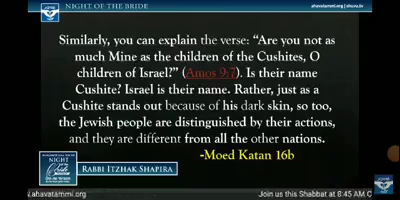 NIGHT OF THE BRIDE
ahavatammi.org | shuvu.tv
Similarly, you can explain the verse: “Are you not as
much Mine as the children of the Cushites, O
children of Israel?” (Amos 9:7). Is their name
Cushite? Israel is their name. Rather, just as a
Cushite stands out because of his dark skin, so too,
the Jewish people are distinguished by their actions,
and they are different from all the other nations.
-Moed Katan 16b
NIGHT
of the
bride
RABBI ITZHAK SHAPIRA
v.ahavatammi.org
Join us this Shabbat at 8:45 AM C